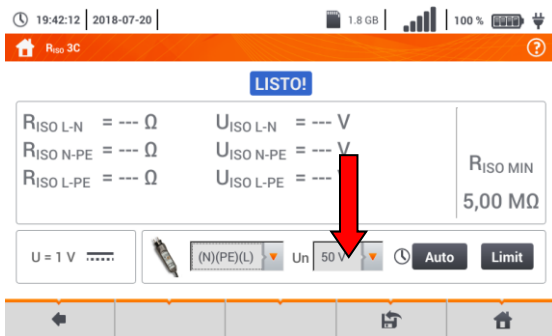 19:42:12 2018-07-20 1.8 GB 100 %
RISO 3C ?
LISTO!
RISO L-N = --- Ω UISO L-N = --- V
RISO N-PE = --- Ω UISO N-PE = --- V
RISO L-PE = --- Ω UISO L-PE = --- V
RISO MIN
5,00 MΩ
U = 1 V (N)(PE)(L) Un 50 V Auto Limit